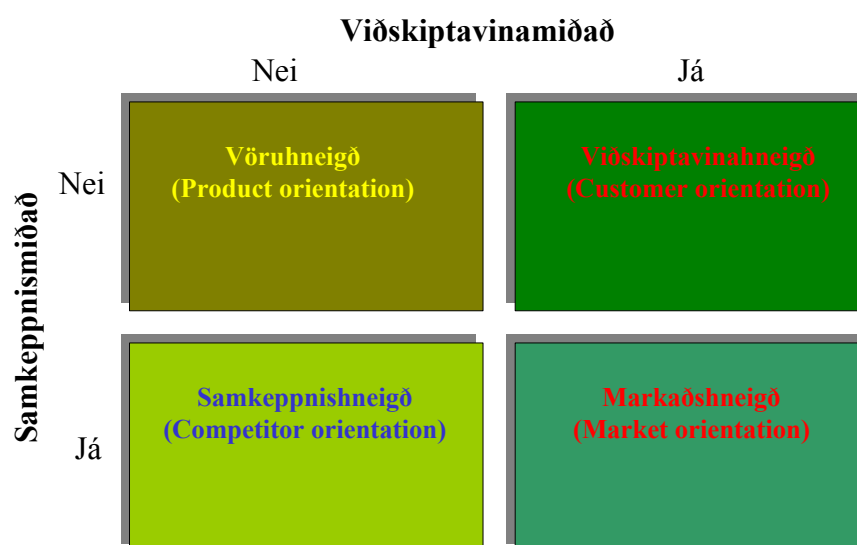 Viðskiptavinamiðað
Nei
Já
Samkeppnismiðað
Nei
Vöruhneigð
(Product orientation)
Viðskiptavinahneigð
(Customer orientation)
Já
Samkeppnishneigð
(Competitor orientation)
Markaðshneigð
(Market orientation)